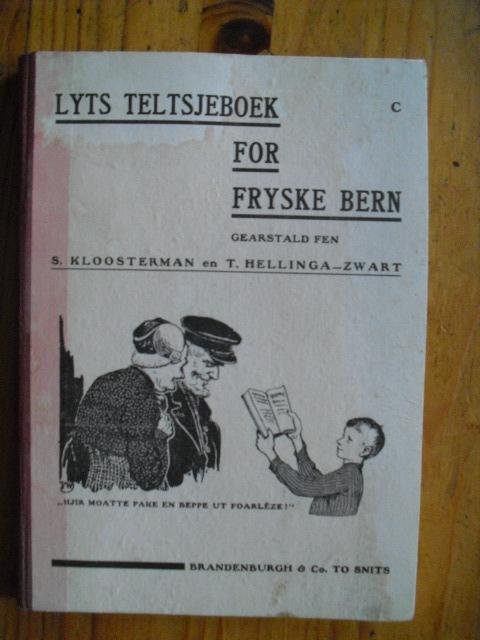 LYTS TELTSJEBOEK C
FOR
FRYSKE BERN
GEARSTALD FEN
S. KLOOSTERMAN en T. HELLINGA-ZWART
„HJIR MOATTE PAKE EN BEPPE UT FOARLÊZE!"
BRANDENBURGH & Co. TO SNITS